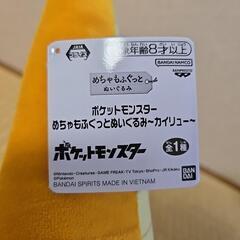 対象年齢8才以上
BANDAI NAMCO
めちゃもふぐっと
ぬいぐるみ
BANPRESTO
ポケットモンスター
めちゃもふぐっとぬいぐるみ〜カイリュー〜
ポケットモンスター
全1種
©Nintendo・Creatures・GAME FREAK・TV Tokyo・ShoPro・JR Kikaku
©Pokémon
BANDAI SPIRITS MADE IN VIETNAM
BANDAI